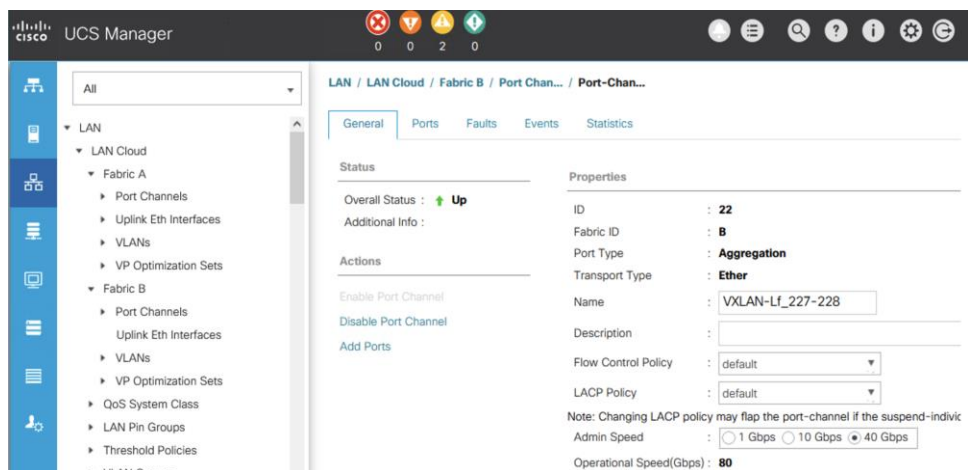 cisco UCS Manager
0 0 2 0
All
LAN
LAN Cloud
Fabric A
Port Channels
Uplink Eth Interfaces
VLANs
VP Optimization Sets
Fabric B
Port Channels
Uplink Eth Interfaces
VLANs
VP Optimization Sets
QoS System Class
LAN Pin Groups
Threshold Policies
LAN / LAN Cloud / Fabric B / Port Chan... / Port-Chan...
General Ports Faults Events Statistics
Status
Overall Status : Up
Additional Info :
Actions
Enable Port Channel
Disable Port Channel
Add Ports
Properties
ID : 22
Fabric ID : B
Port Type : Aggregation
Transport Type : Ether
Name : VXLAN-Lf_227-228
Description :
Flow Control Policy : default
LACP Policy : default
Note: Changing LACP policy may flap the port-channel if the suspend-individ
Admin Speed : 1 Gbps 10 Gbps 40 Gbps
Operational Speed(Gbps) : 80